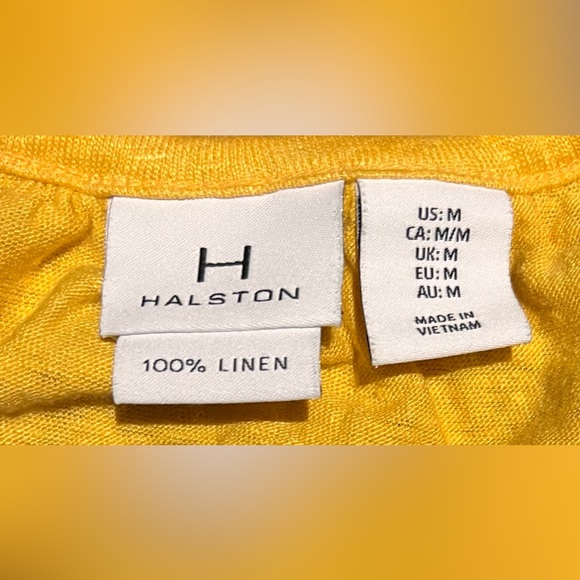 H
HALSTON
100% LINEN
US: M
CA: M/M
UK: M
EU: M
AU: M
MADE IN
VIETNAM